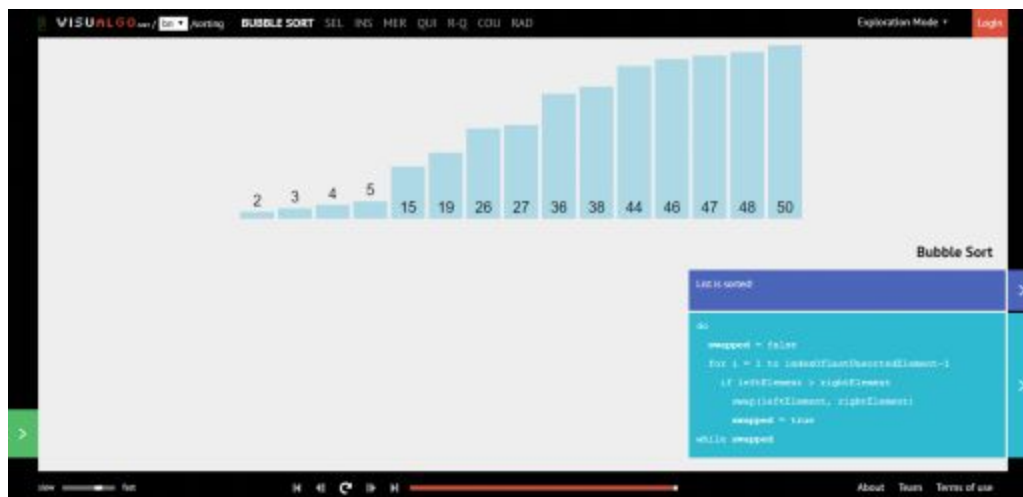 VISUALGO.net / bn /sorting BUBBLE SORT SEL INS MER QUI R-Q COU RAD Exploration Mode Login
2 3 4 5 15 19 26 27 36 38 44 46 47 48 50
Bubble Sort
List is sorted!
do
swapped = false
for i = 1 to indexOfLastUnsortedElement-1
if leftElement > rightElement
swap(leftElement, rightElement)
swapped = true
while swapped
slow fast About Team Terms of use